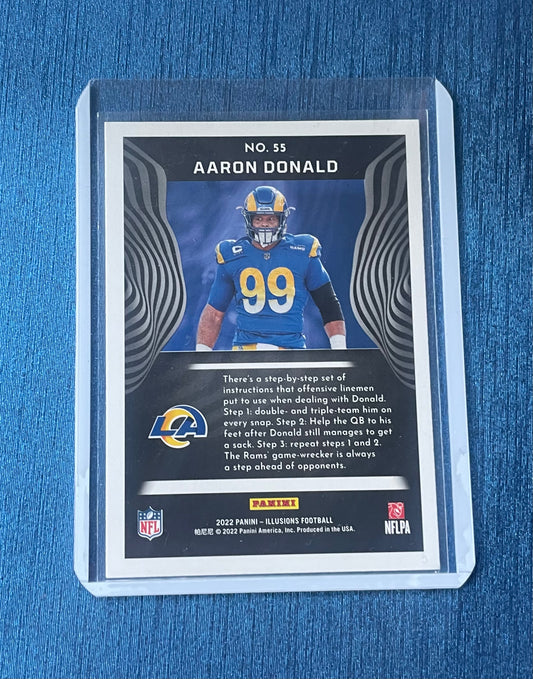 NO. 55
AARON DONALD
C
RAMS
99
There's a step-by-step set of
instructions that offensive linemen
put to use when dealing with Donald.
Step 1: double- and triple-team him on
every snap. Step 2: Help the QB to his
feet after Donald still manages to get
a sack. Step 3: repeat steps 1 and 2.
The Rams' game-wrecker is always
a step ahead of opponents.
LA
PANINI
NFL
2022 PANINI – ILLUSIONS FOOTBALL
帕尼尼 © 2022 Panini America, Inc. Produced in the USA.
NFLPA